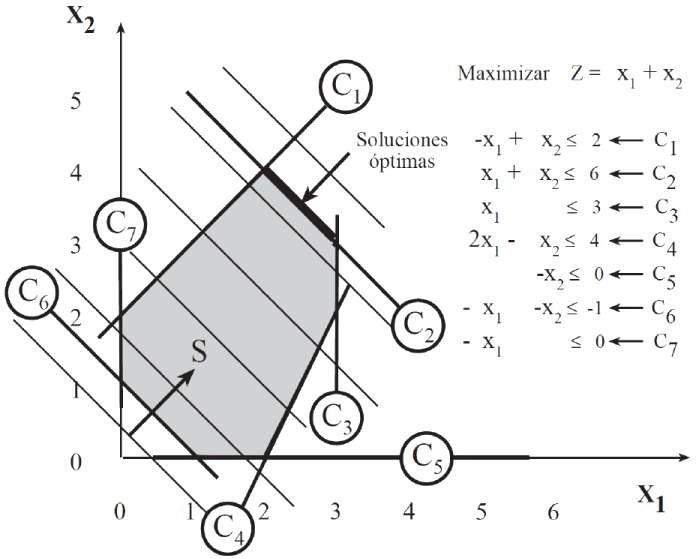 X2
Maximizar Z = x1 + x2
5
C1
Soluciones
óptimas
-x1 + x2 ≤ 2 C1
4
x1 + x2 ≤ 6 C2
x1 ≤ 3 C3
C7
3
2x1 - x2 ≤ 4 C4
-x2 ≤ 0 C5
C6
- x1 -x2 ≤ -1 C6
2
C2
- x1 ≤ 0 C7
S
1
C3
0
C5
X1
0 1 2 3 4 5 6
C4